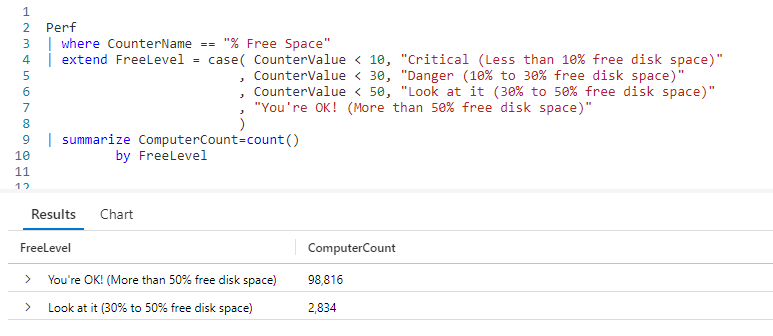 1
2 Perf
3 | where CounterName == "% Free Space"
4 | extend FreeLevel = case( CounterValue < 10, "Critical (Less than 10% free disk space)"
5 , CounterValue < 30, "Danger (10% to 30% free disk space)"
6 , CounterValue < 50, "Look at it (30% to 50% free disk space)"
7 , "You're OK! (More than 50% free disk space)"
8 )
9 | summarize ComputerCount=count()
10 by FreeLevel
11
12
Results Chart
FreeLevel ComputerCount
> You're OK! (More than 50% free disk space) 98,816
> Look at it (30% to 50% free disk space) 2,834